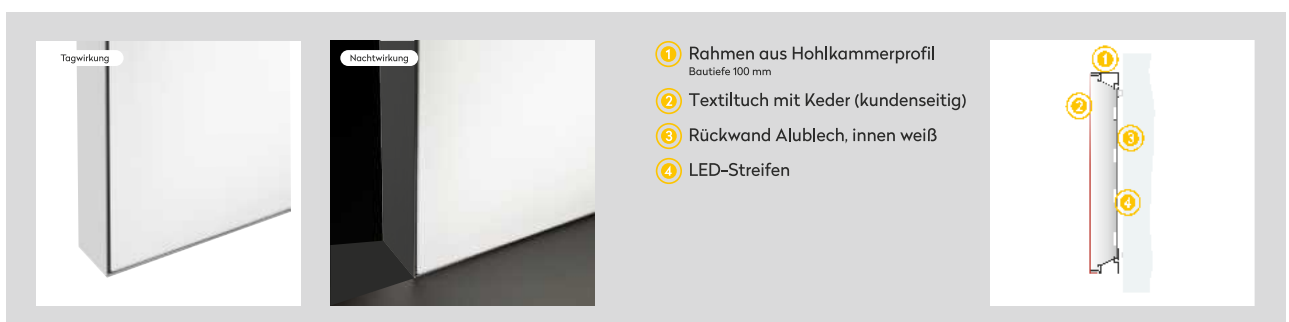 Tagwirkung
Nachtwirkung
1 Rahmen aus Hohlkammerprofil
Bautiefe 100 mm
2 Textiltuch mit Keder (kundenseitig)
3 Rückwand Alublech, innen weiß
4 LED-Streifen
1
2
3
4